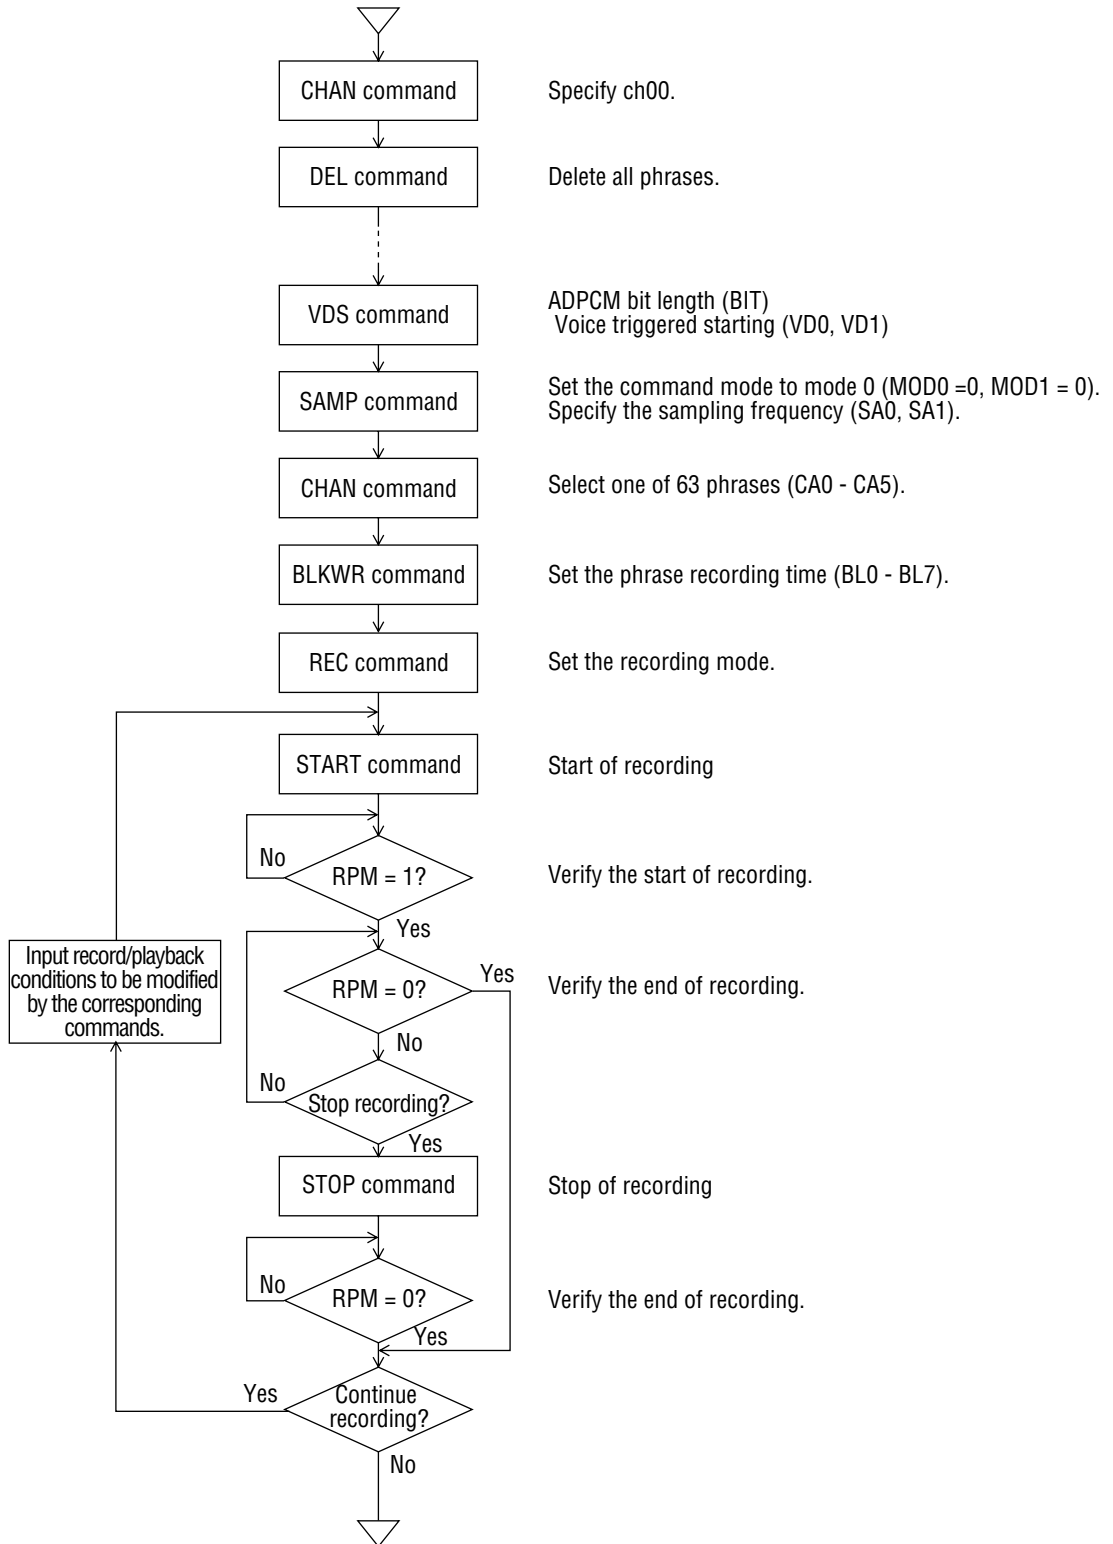 CHAN command
Specify ch00.
DEL command
Delete all phrases.
VDS command
ADPCM bit length (BIT)
Voice triggered starting (VD0, VD1)
SAMP command
Set the command mode to mode 0 (MOD0 =0, MOD1 = 0).
Specify the sampling frequency (SA0, SA1).
CHAN command
Select one of 63 phrases (CA0 - CA5).
BLKWR command
Set the phrase recording time (BL0 - BL7).
REC command
Set the recording mode.
START command
Start of recording
No
RPM = 1?
Verify the start of recording.
Yes
Input record/playback
conditions to be modified
by the corresponding
commands.
RPM = 0?
Yes
Verify the end of recording.
No
No
Stop recording?
Yes
STOP command
Stop of recording
No
RPM = 0?
Verify the end of recording.
Yes
Yes
Continue
recording?
No